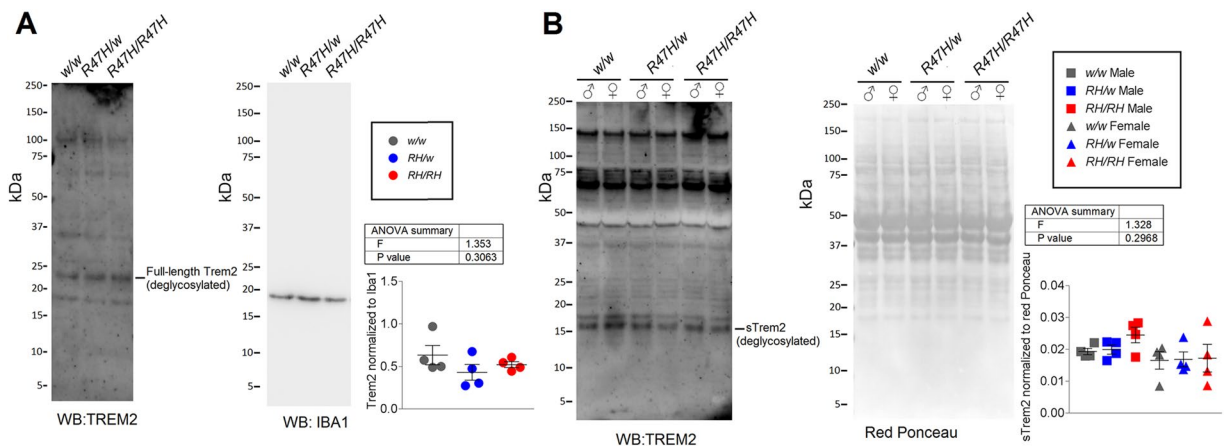 A
w/w
R47H/w
R47H/R47H
kDa
250
150
100
75
50
37
25
20
15
10
5
Full-length Trem2
(deglycosylated)
WB:TREM2
w/w
R47H/w
R47H/R47H
kDa
250
150
100
75
50
37
25
20
15
10
5
WB: IBA1
w/w
RH/w
RH/RH
ANOVA summary
F 1.353
P value 0.3063
Trem2 normalized to Iba1
1.5
1.0
0.5
0.0
B
w/w
R47H/w
R47H/R47H
♂ ♀ ♂ ♀ ♂ ♀
kDa
250
150
100
75
50
37
25
20
15
10
5
2
sTrem2
(deglycosylated)
WB:TREM2
w/w
R47H/w
R47H/R47H
♂ ♀ ♂ ♀ ♂ ♀
kDa
250
150
100
75
50
37
25
20
15
10
5
2
Red Ponceau
w/w Male
RH/w Male
RH/RH Male
w/w Female
RH/w Female
RH/RH Female
ANOVA summary
F 1.328
P value 0.2968
sTrem2 normalized to red Ponceau
0.04
0.03
0.02
0.01
0.00